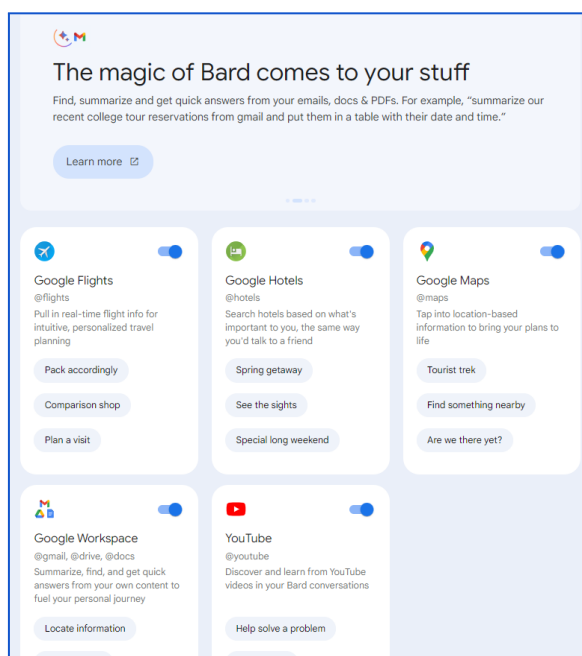 The magic of Bard comes to your stuff
Find, summarize and get quick answers from your emails, docs & PDFs. For example, “summarize our
recent college tour reservations from gmail and put them in a table with their date and time.”
Learn more
Google Flights
@flights
Pull in real-time flight info for
intuitive, personalized travel
planning
Pack accordingly
Comparison shop
Plan a visit
Google Hotels
@hotels
Search hotels based on what's
important to you, the same way
you'd talk to a friend
Spring getaway
See the sights
Special long weekend
Google Maps
@maps
Tap into location-based
information to bring your plans to
life
Tourist trek
Find something nearby
Are we there yet?
Google Workspace
@gmail, @drive, @docs
Summarize, find, and get quick
answers from your own content to
fuel your personal journey
Locate information
YouTube
@youtube
Discover and learn from YouTube
videos in your Bard conversations
Help solve a problem